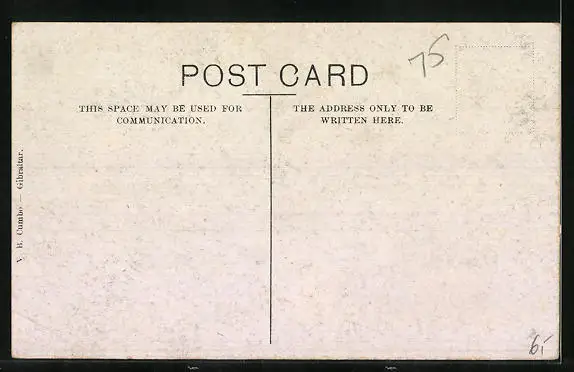 75
POST CARD
THIS SPACE MAY BE USED FOR
COMMUNICATION.
THE ADDRESS ONLY TO BE
WRITTEN HERE.
V. B. Cumbo — Gibraltar.